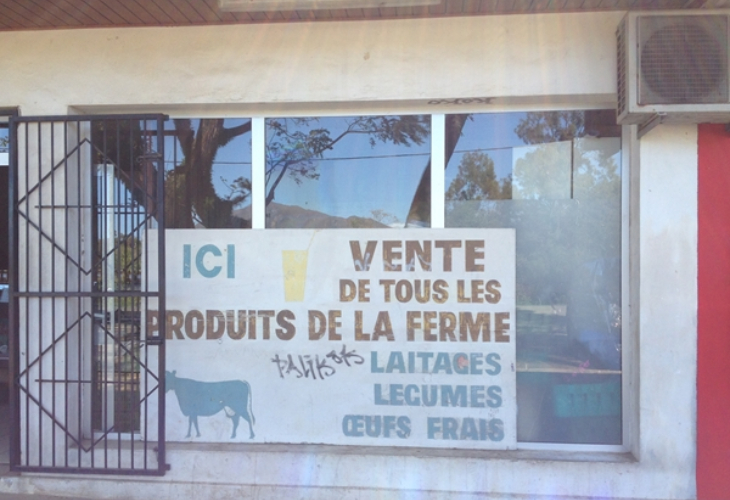 ICI VENTE
DE TOUS LES
PRODUITS DE LA FERME
LAITAGES
LEGUMES
ŒUFS FRAIS